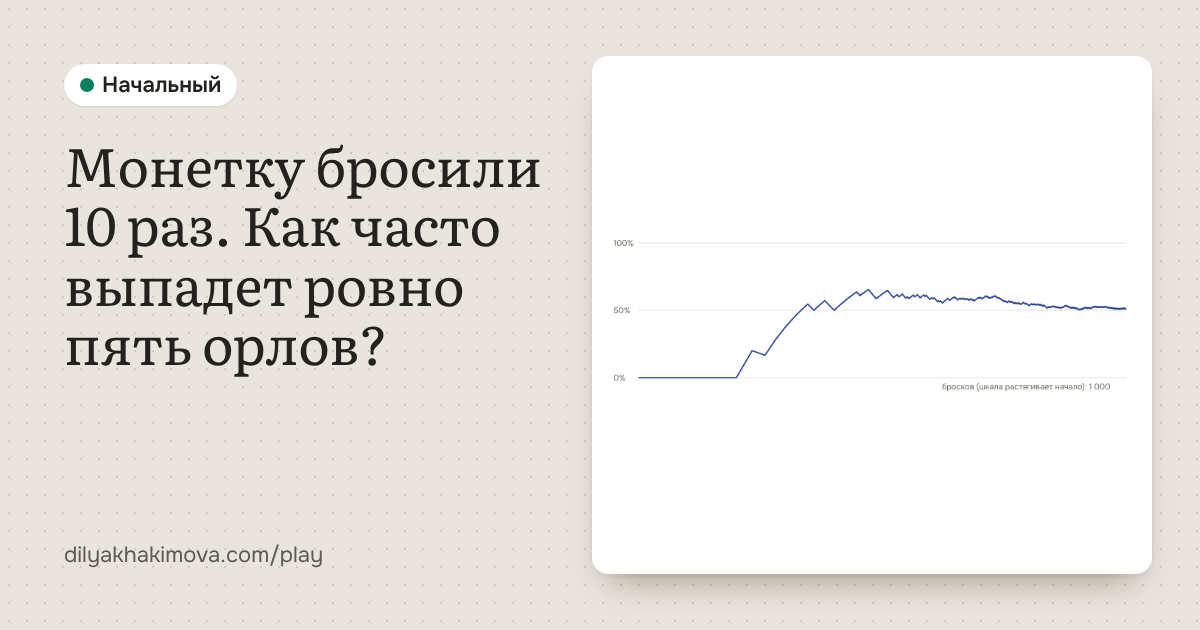 Начальный
Монетку бросили
10 раз. Как часто
выпадет ровно
пять орлов?
dilyakhakimova.com/play
100%
50%
0%
бросков (шкала растягивает начало): 1 000